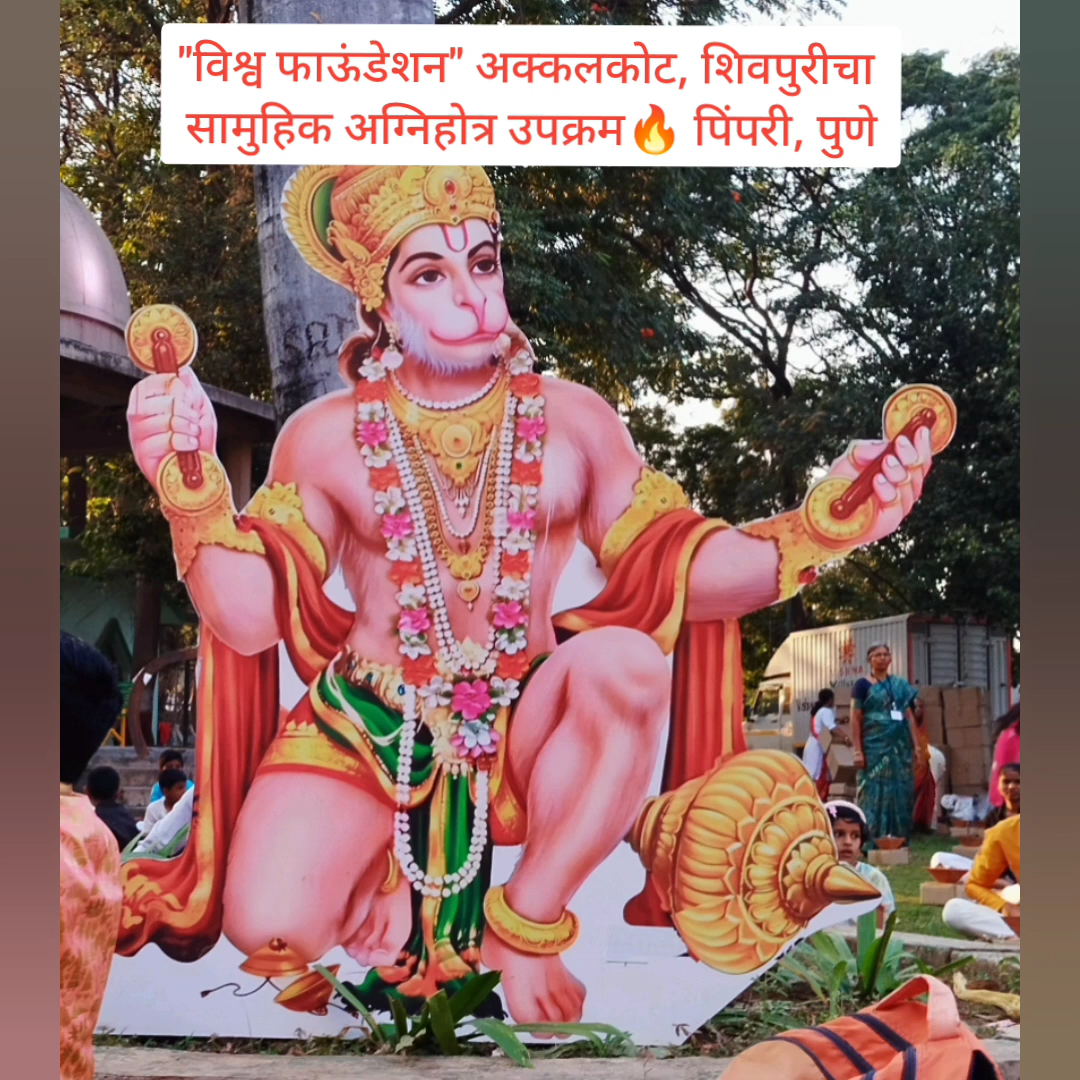 "विश्व फाऊंडेशन" अक्कलकोट, शिवपुरीचा
सामुहिक अग्निहोत्र उपक्रम🔥 पिंपरी, पुणे